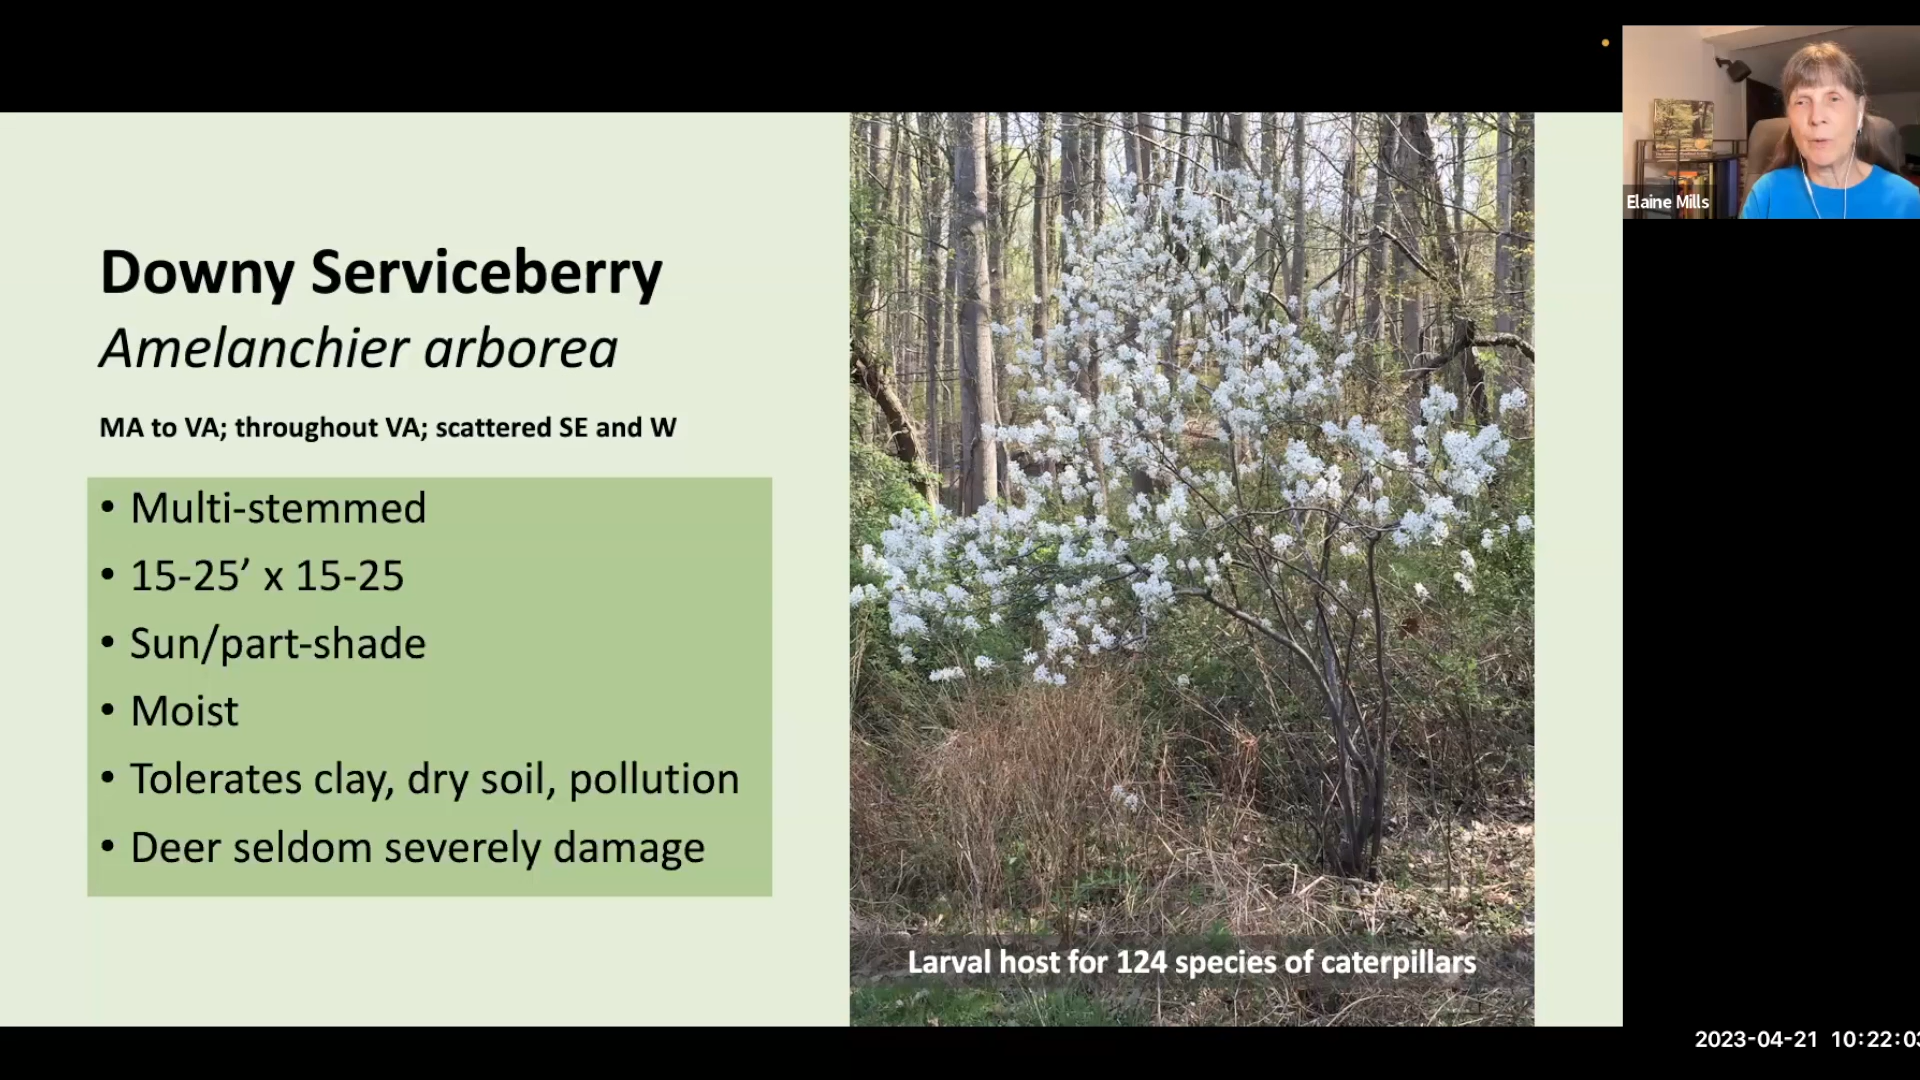 Elaine Mills
Downy Serviceberry
Amelanchier arborea
MA to VA; throughout VA; scattered SE and W
• Multi-stemmed
• 15-25’ x 15-25
• Sun/part-shade
• Moist
• Tolerates clay, dry soil, pollution
• Deer seldom severely damage
Larval host for 124 species of caterpillars
2023-04-21 10:22:03